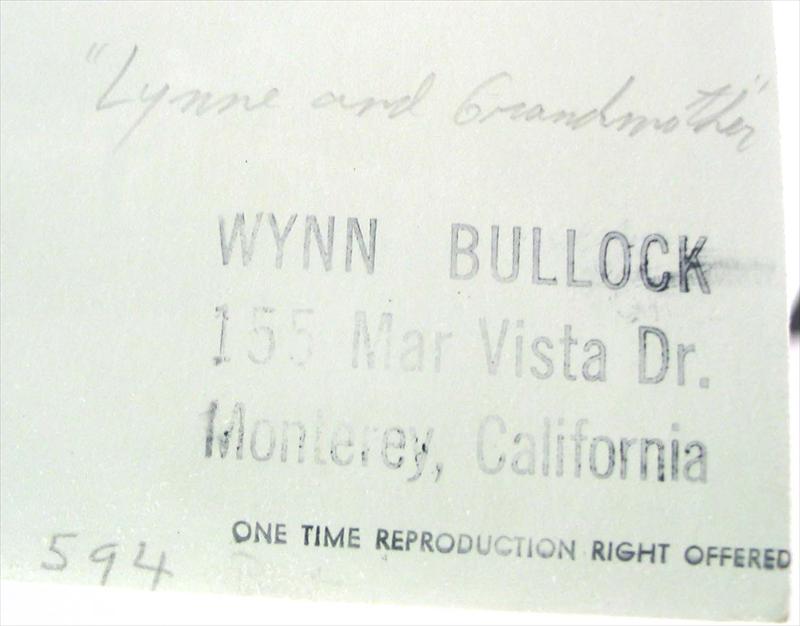 "Lynne and Grandmother"
WYNN BULLOCK
155 Mar Vista Dr.
Monterey, California
ONE TIME REPRODUCTION RIGHT OFFERED
594